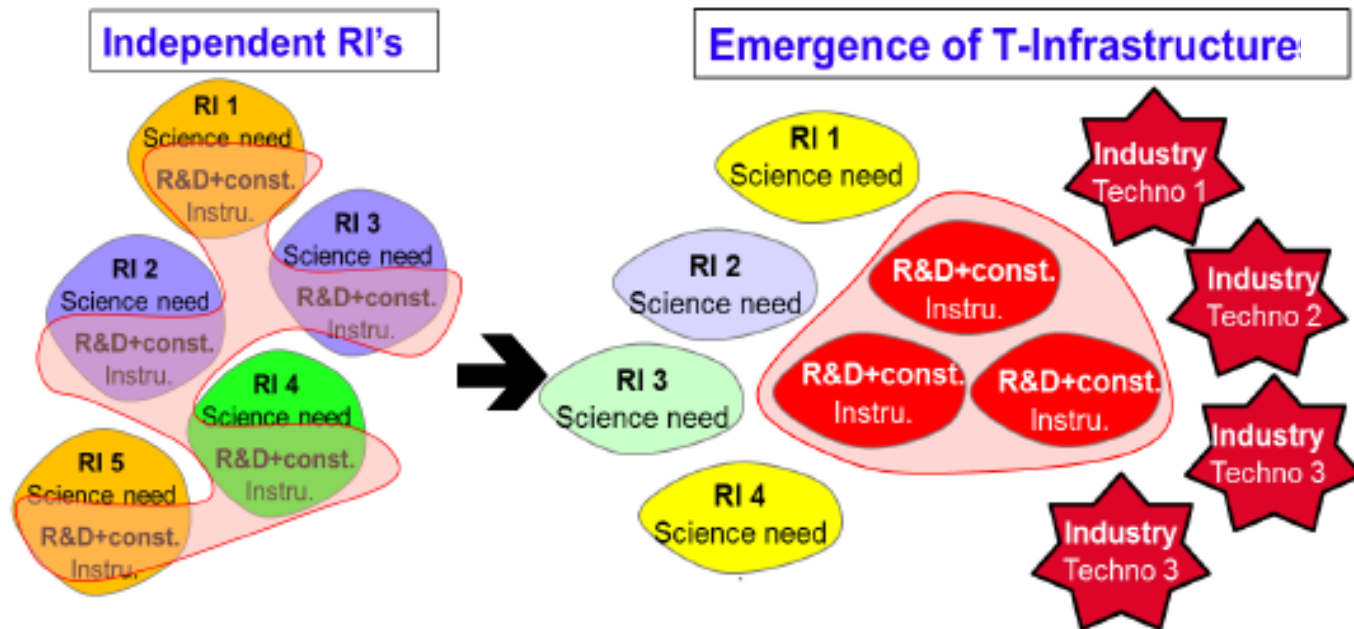 Independent RI's
RI 1
Science need
R&D+const.
Instru.
RI 3
Science need
R&D+const.
Instru.
RI 2
Science need
R&D+const.
Instru.
RI 4
Science need
R&D+const.
Instru.
RI 5
Science need
R&D+const.
Instru.
Emergence of T-Infrastructures
RI 1
Science need
RI 2
Science need
RI 3
Science need
RI 4
Science need
R&D+const.
Instru.
R&D+const.
Instru.
R&D+const.
Instru.
Industry
Techno 1
Industry
Techno 2
Industry
Techno 3
Industry
Techno 3